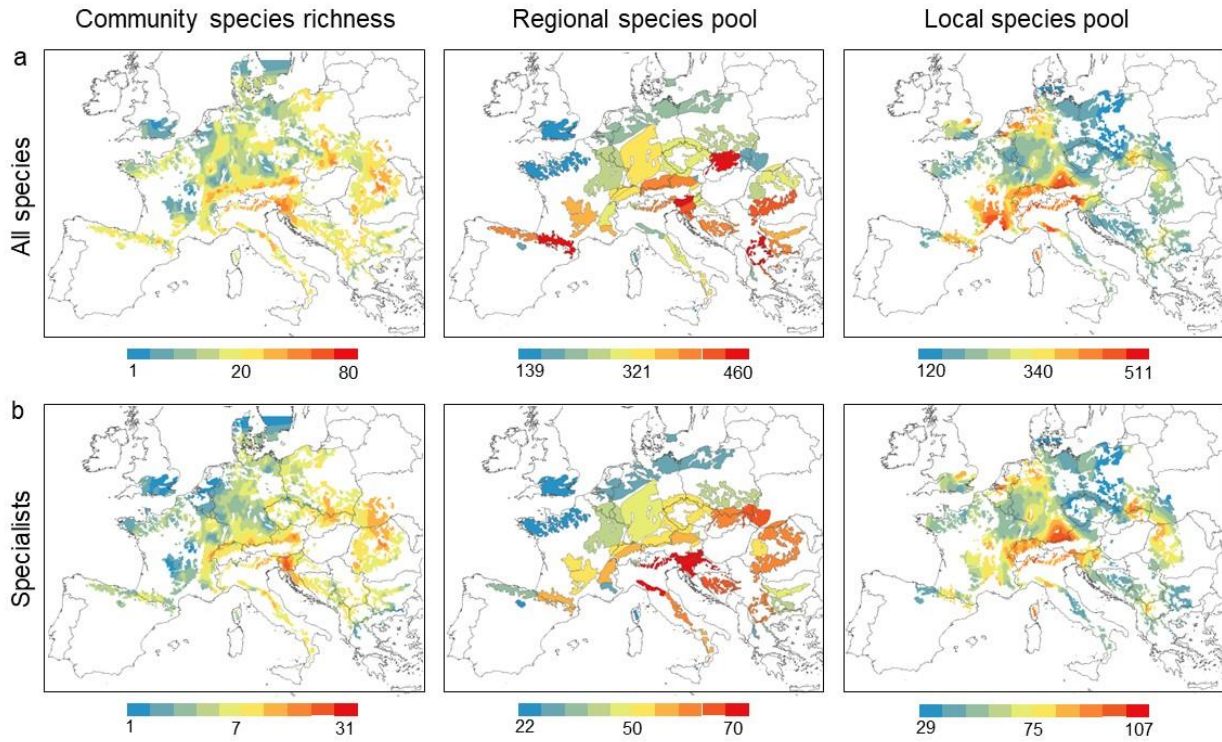 Community species richness Regional species pool Local species pool
a
All species
1 20 80 139 321 460 120 340 511
b
Specialists
1 7 31 22 50 70 29 75 107